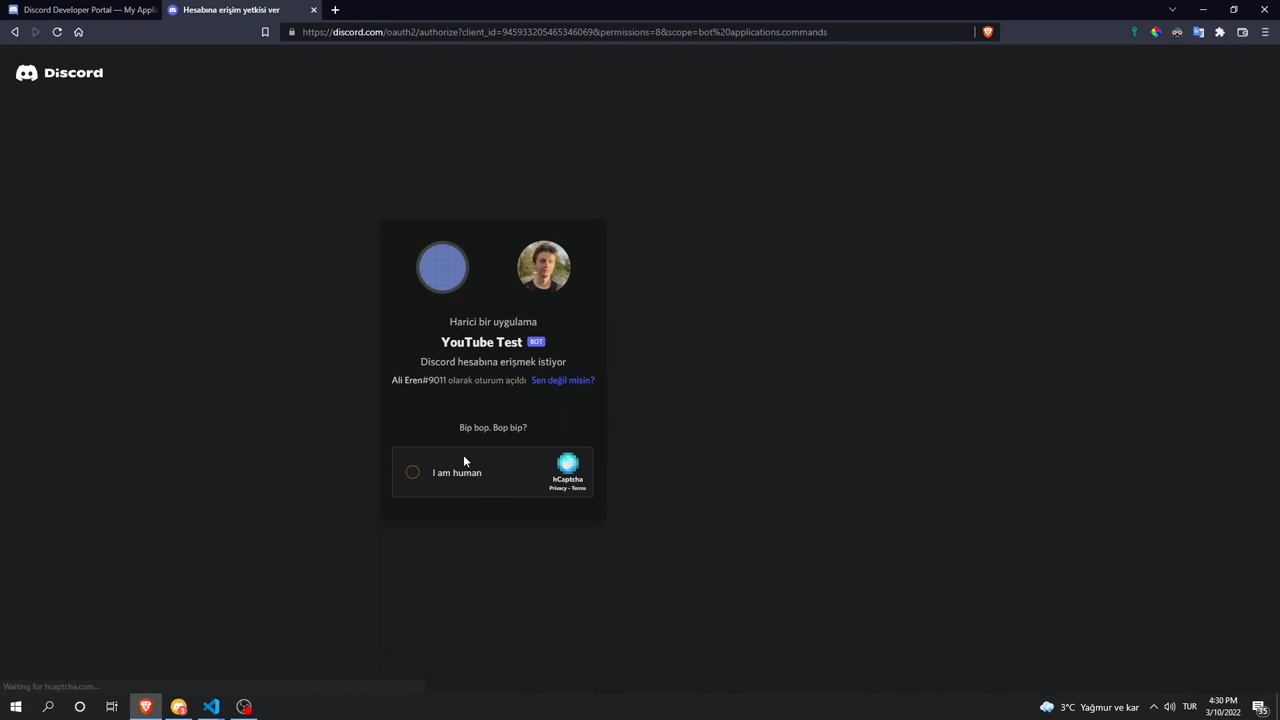 Discord Developer Portal — My Appli
Hesabına erişim yetkisi ver
https://discord.com/oauth2/authorize?client_id=945933205465346069&permissions=8&scope=bot%20applications.commands
Discord
Harici bir uygulama
YouTube Test BOT
Discord hesabına erişmek istiyor
Ali Eren#9011 olarak oturum açıldı Sen değil misin?
Bip bop. Bop bip?
I am human
hCaptcha
Privacy - Terms
Waiting for hcaptcha.com...
3°C Yağmur ve kar
TUR
4:30 PM
3/10/2022
35